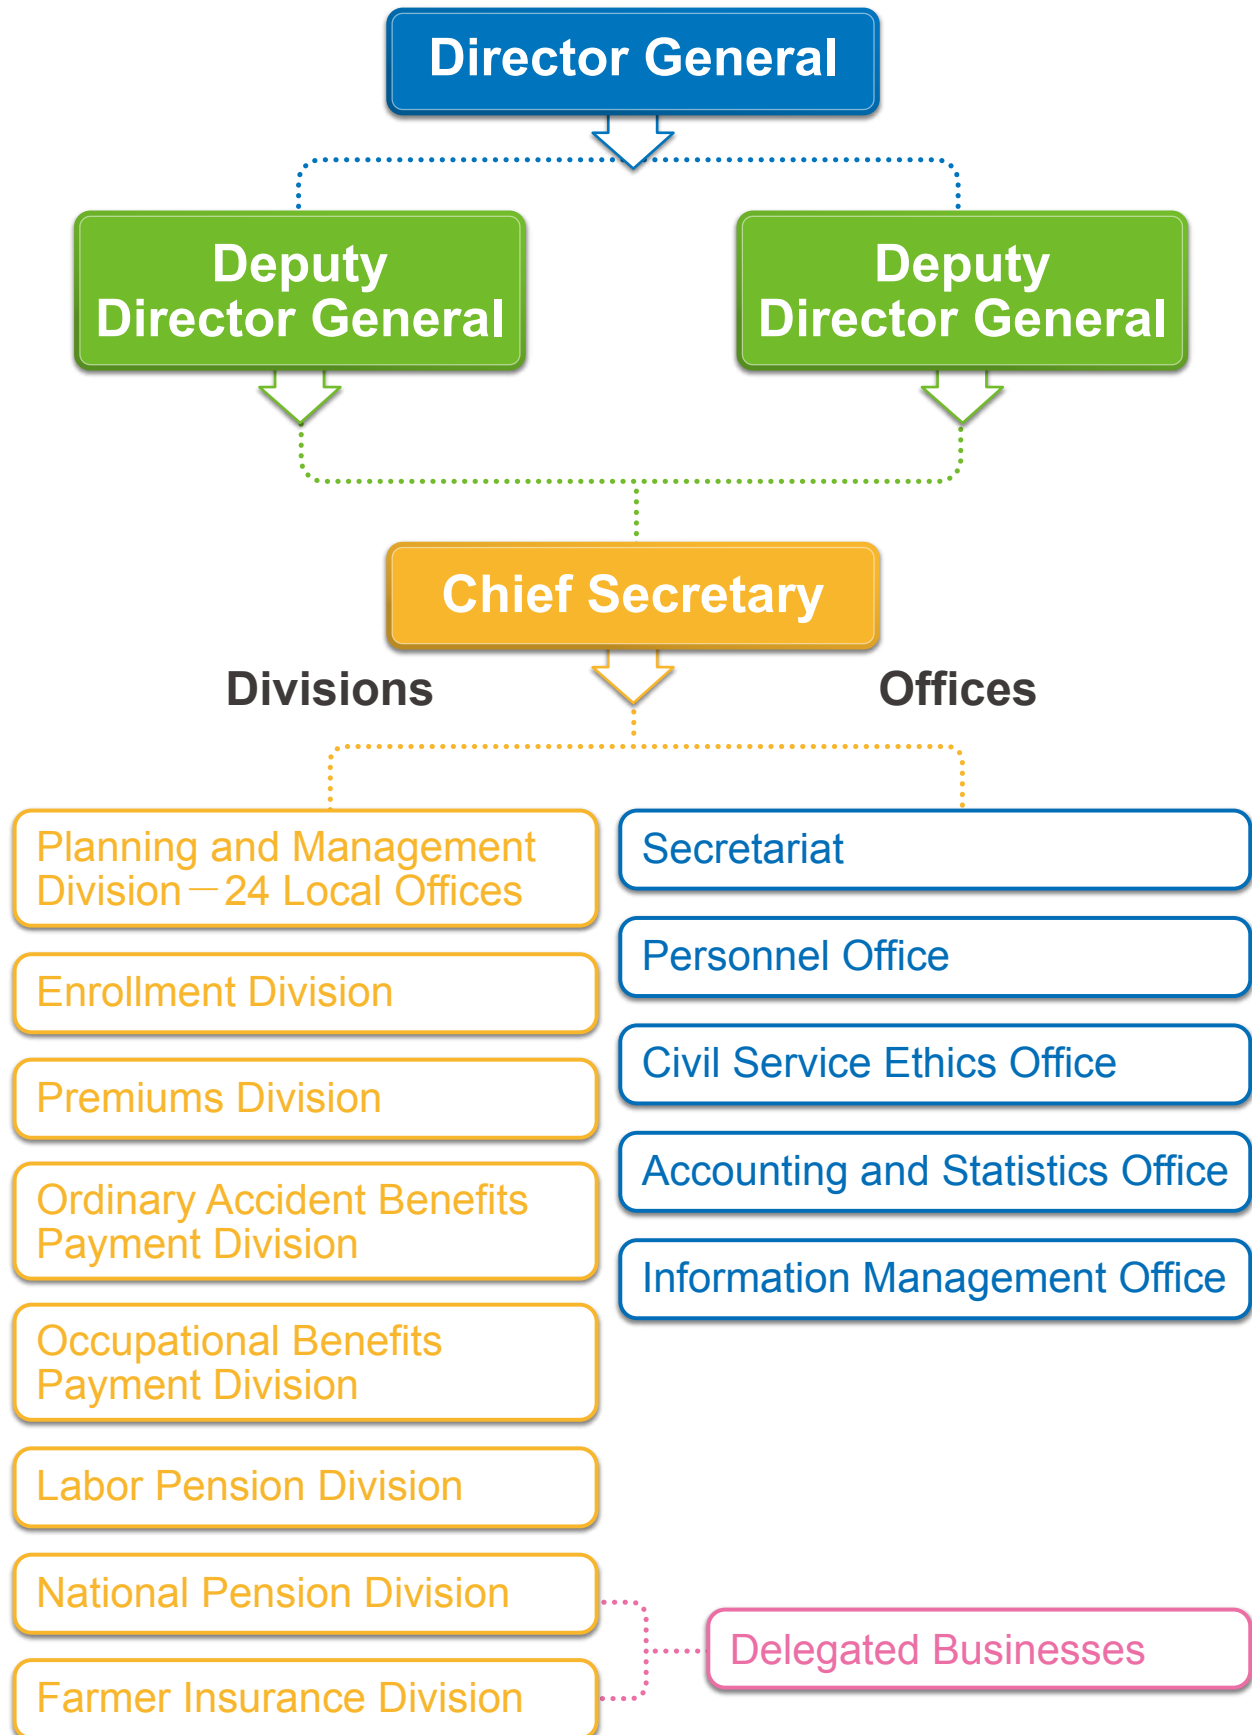 Director General
Deputy
Director General
Deputy
Director General
Chief Secretary
Divisions
Offices
Planning and Management
Division－24 Local Offices
Enrollment Division
Premiums Division
Ordinary Accident Benefits
Payment Division
Occupational Benefits
Payment Division
Labor Pension Division
National Pension Division
Farmer Insurance Division
Secretariat
Personnel Office
Civil Service Ethics Office
Accounting and Statistics Office
Information Management Office
Delegated Businesses